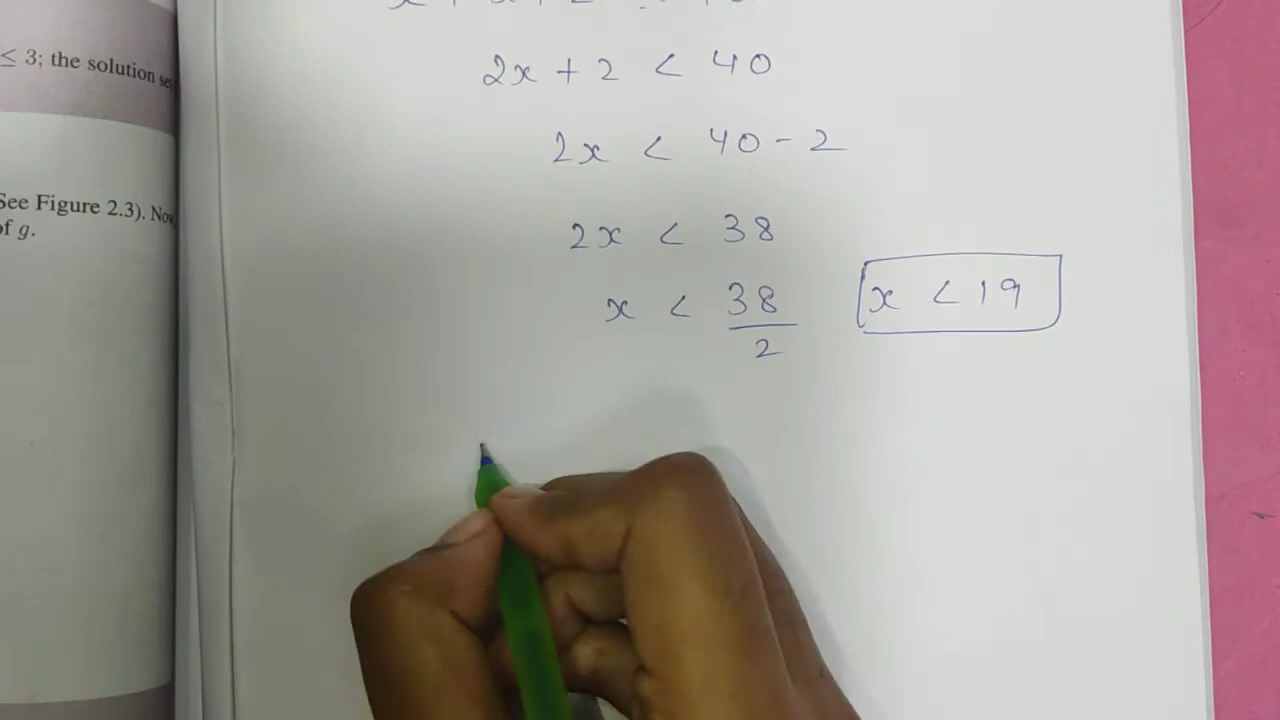 ≤ 3; the solution
See Figure 2.3). Now
of g.
2x + 2 < 40
2x < 40 - 2
2x < 38
x < 38/2
x < 19